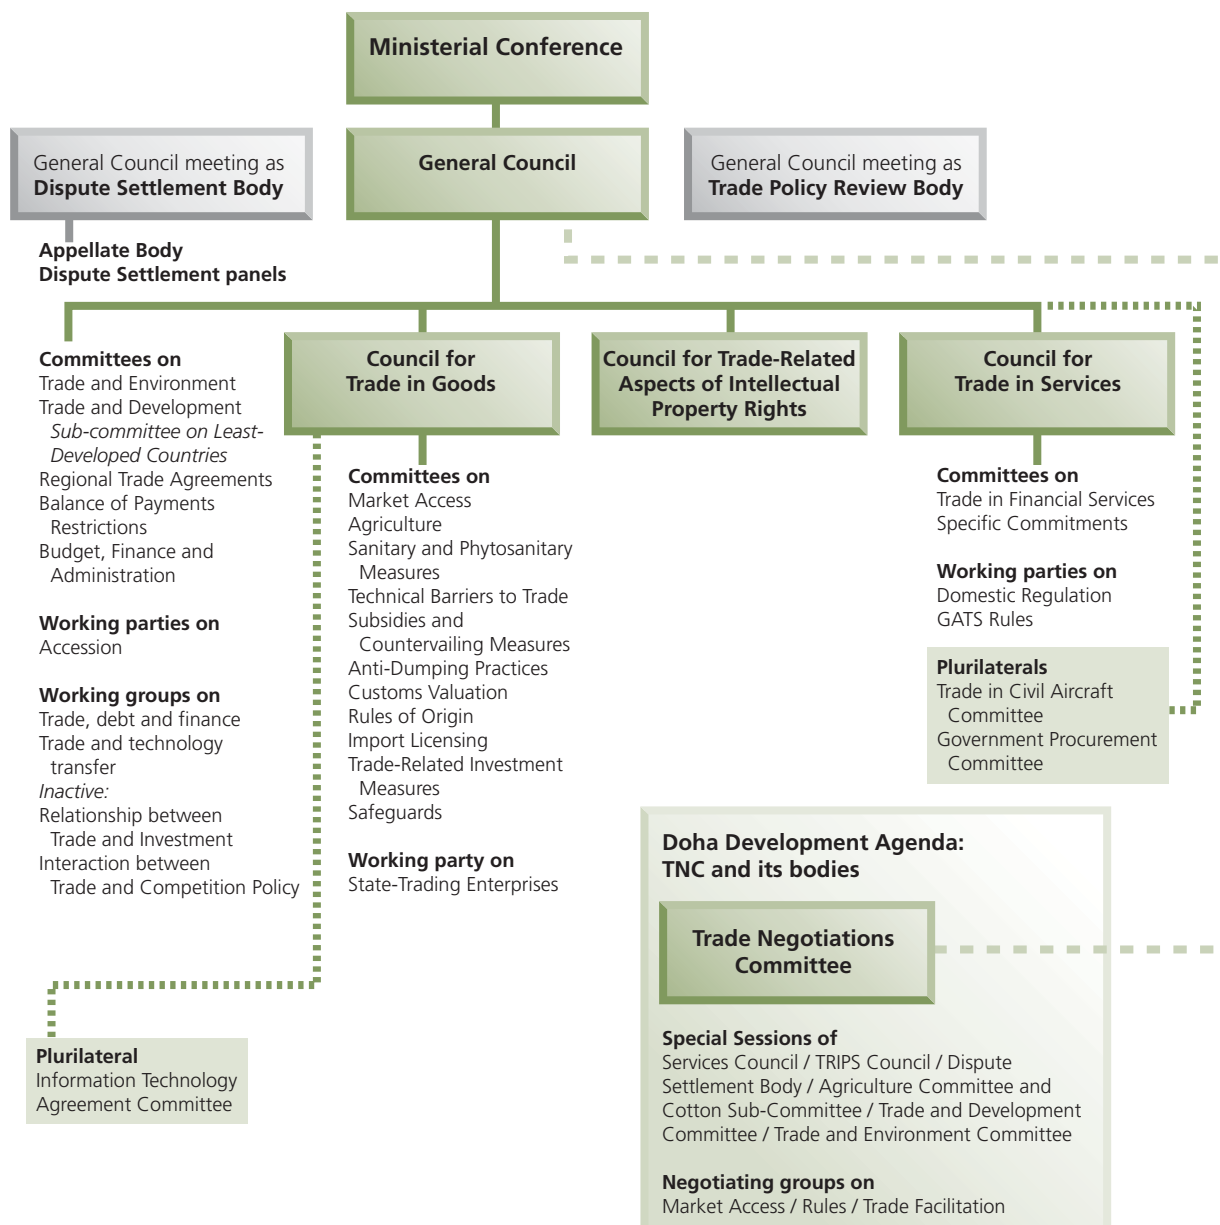 Ministerial Conference
General Council meeting as
Dispute Settlement Body
General Council
General Council meeting as
Trade Policy Review Body
Appellate Body
Dispute Settlement panels
Committees on
Trade and Environment
Trade and Development
Sub-committee on Least-
Developed Countries
Regional Trade Agreements
Balance of Payments
Restrictions
Budget, Finance and
Administration
Working parties on
Accession
Working groups on
Trade, debt and finance
Trade and technology
transfer
Inactive:
Relationship between
Trade and Investment
Interaction between
Trade and Competition Policy
Plurilateral
Information Technology
Agreement Committee
Council for
Trade in Goods
Committees on
Market Access
Agriculture
Sanitary and Phytosanitary
Measures
Technical Barriers to Trade
Subsidies and
Countervailing Measures
Anti-Dumping Practices
Customs Valuation
Rules of Origin
Import Licensing
Trade-Related Investment
Measures
Safeguards
Working party on
State-Trading Enterprises
Council for Trade-Related
Aspects of Intellectual
Property Rights
Council for
Trade in Services
Committees on
Trade in Financial Services
Specific Commitments
Working parties on
Domestic Regulation
GATS Rules
Plurilaterals
Trade in Civil Aircraft
Committee
Government Procurement
Committee
Doha Development Agenda:
TNC and its bodies
Trade Negotiations
Committee
Special Sessions of
Services Council / TRIPS Council / Dispute
Settlement Body / Agriculture Committee and
Cotton Sub-Committee / Trade and Development
Committee / Trade and Environment Committee
Negotiating groups on
Market Access / Rules / Trade Facilitation